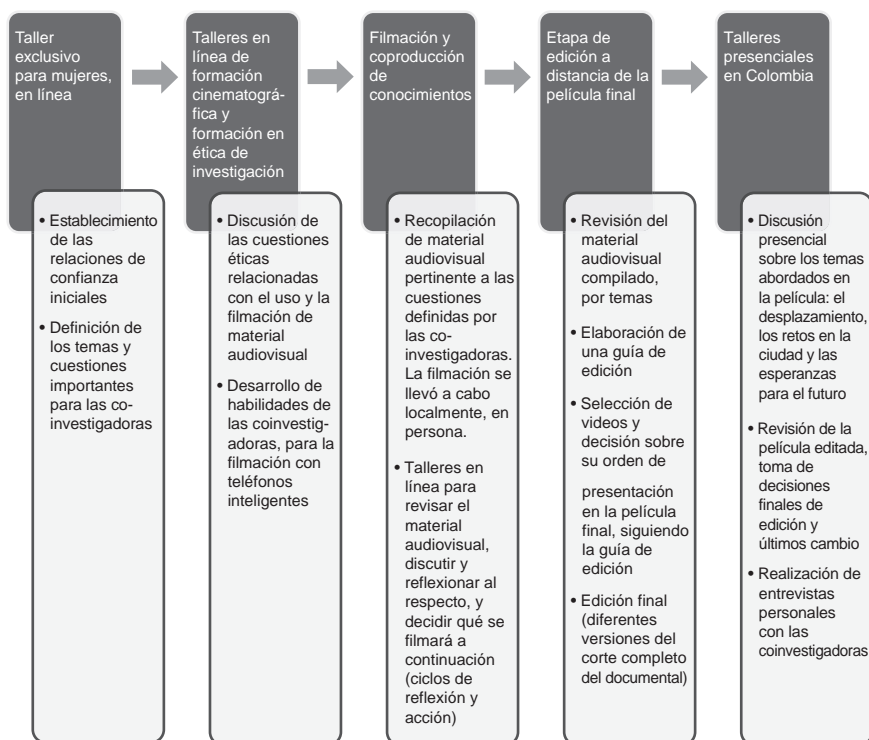 Taller
exclusivo
para mujeres,
en línea
Talleres en
línea de
formación
cinematográ-
fica y
formación en
ética de
investigación
Filmación y
coproducción
de
conocimientos
Etapa de
edición a
distancia de la
película final
Talleres
presenciales
en Colombia
• Establecimiento
de las
relaciones de
confianza
iniciales
• Definición de
los temas y
cuestiones
importantes
para las co-
investigadoras
• Discusión de
las cuestiones
éticas
relacionadas
con el uso y la
filmación de
material
audiovisual
• Desarrollo de
habilidades de
las coinvestig-
adoras, para la
filmación con
teléfonos
inteligentes
• Recopilación
de material
audiovisual
pertinente a las
cuestiones
definidas por
las co-
investigadoras.
La filmación se
llevó a cabo
localmente, en
persona.
• Talleres en
línea para
revisar el
material
audiovisual,
discutir y
reflexionar al
respecto, y
decidir qué se
filmará a
continuación
(ciclos de
reflexión y
acción)
• Revisión del
material
audiovisual
compilado,
por temas
• Elaboración de
una guía de
edición
• Selección de
videos y
decisión sobre
su orden de
presentación
en la película
final, siguiendo
la guía de
edición
• Edición final
(diferentes
versiones del
corte completo
del documental)
• Discusión
presencial
sobre los temas
abordados en
la película: el
desplazamiento,
los retos en la
ciudad y las
esperanzas
para el futuro
• Revisión de la
película editada,
toma de
decisiones
finales de
edición y
últimos cambio
• Realización de
entrevistas
personales
con las
coinvestigadoras